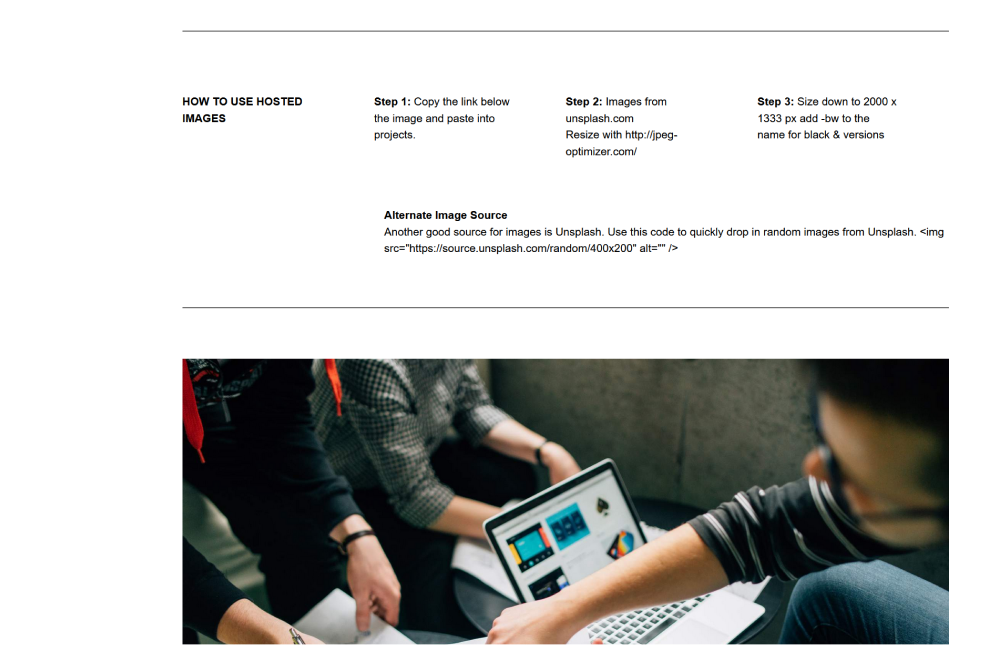 HOW TO USE HOSTED
IMAGES
Step 1: Copy the link below
the image and paste into
projects.
Step 2: Images from
unsplash.com
Resize with http://jpeg-
optimizer.com/
Step 3: Size down to 2000 x
1333 px add -bw to the
name for black & versions
Alternate Image Source
Another good source for images is Unsplash. Use this code to quickly drop in random images from Unsplash. <img
src="https://source.unsplash.com/random/400x200" alt="" />